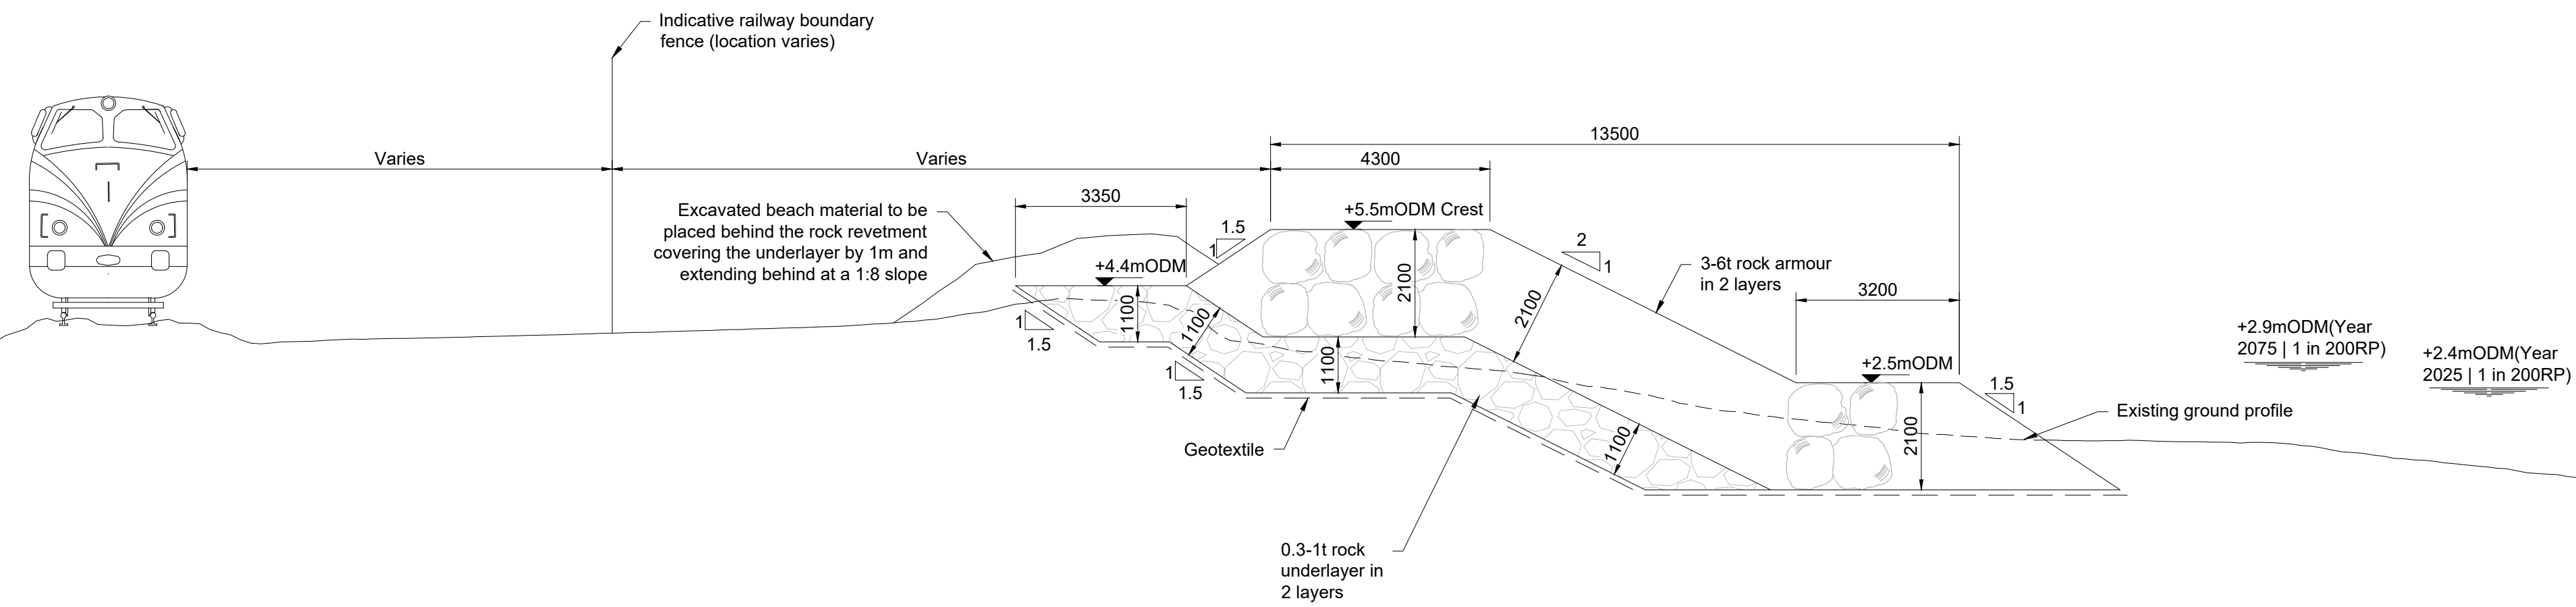 Indicative railway boundary
fence (location varies)
13500
Varies
Varies
4300
3350
Excavated beach material to be
placed behind the rock revetment
covering the underlayer by 1m and
extending behind at a 1:8 slope
+5.5mODM Crest
1.5
1
2
1
+4.4mODM
3-6t rock armour
in 2 layers
3200
2100
2100
1100
1100
1100
1
1.5
1
1.5
+2.9mODM(Year
2075 | 1 in 200RP)
+2.4mODM(Year
2025 | 1 in 200RP)
+2.5mODM
1.5
1
Existing ground profile
2100
1100
Geotextile
0.3-1t rock
underlayer in
2 layers